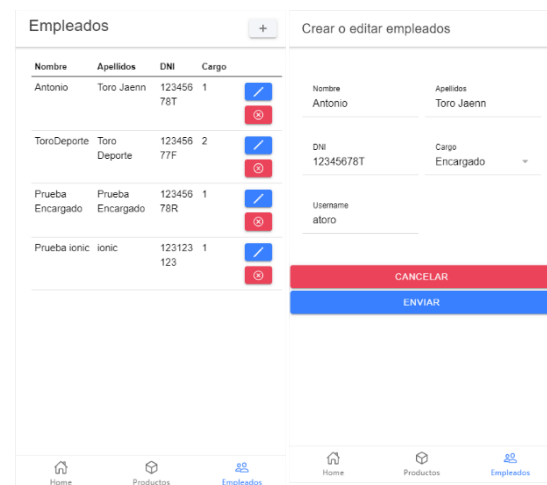 Empleados
+
Nombre Apellidos DNI Cargo
Antonio Toro Jaenn 123456 1
78T
ToroDeporte Toro 123456 2
Deporte 77F
Prueba Prueba 123456 1
Encargado Encargado 78R
Prueba ionic ionic 123123 1
123
Home Productos Empleados
Crear o editar empleados
Nombre Apellidos
Antonio Toro Jaenn
DNI Cargo
12345678T Encargado
Username
atoro
CANCELAR
ENVIAR
Home Productos Empleados